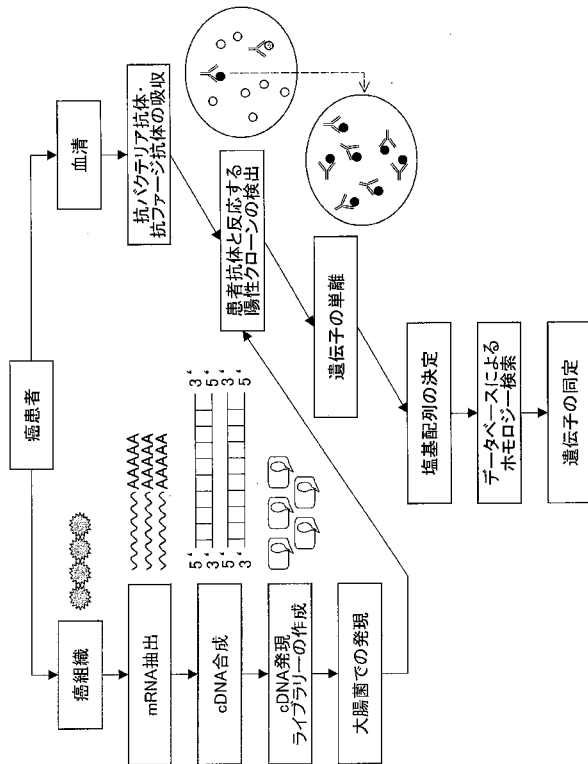 癌患者
癌組織
mRNA抽出
AAAAA
AAAAA
AAAAA
cDNA合成
5‘ 3‘
3‘ 5‘
5‘ 3‘
3‘ 5‘
cDNA発現
ライブラリーの作成
大腸菌での発現
血清
抗バクテリア抗体・
抗ファージ抗体の吸収
患者抗体と反応する
陽性クローンの検出
遺伝子の単離
塩基配列の決定
データベースによる
ホモロジー検索
遺伝子の同定